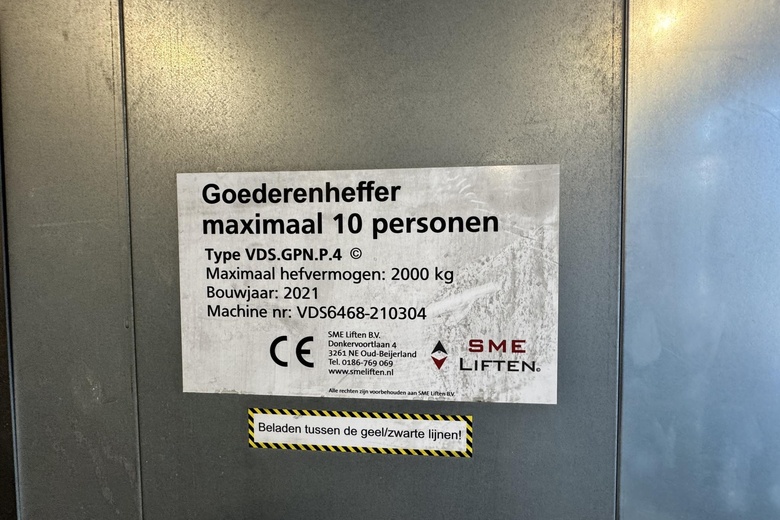 Goederenheffer
maximaal 10 personen
Type VDS.GPN.P.4 ©
Maximaal hefvermogen: 2000 kg
Bouwjaar: 2021
Machine nr: VDS6468-210304
CE
SME Liften B.V.
Donkervoortlaan 4
3261 NE Oud-Beijerland
Tel. 0186-769 069
www.smeliften.nl
SME
LIFTEN®
Alle rechten zijn voorbehouden aan SME Liften B.V.
Beladen tussen de geel/zwarte lijnen!